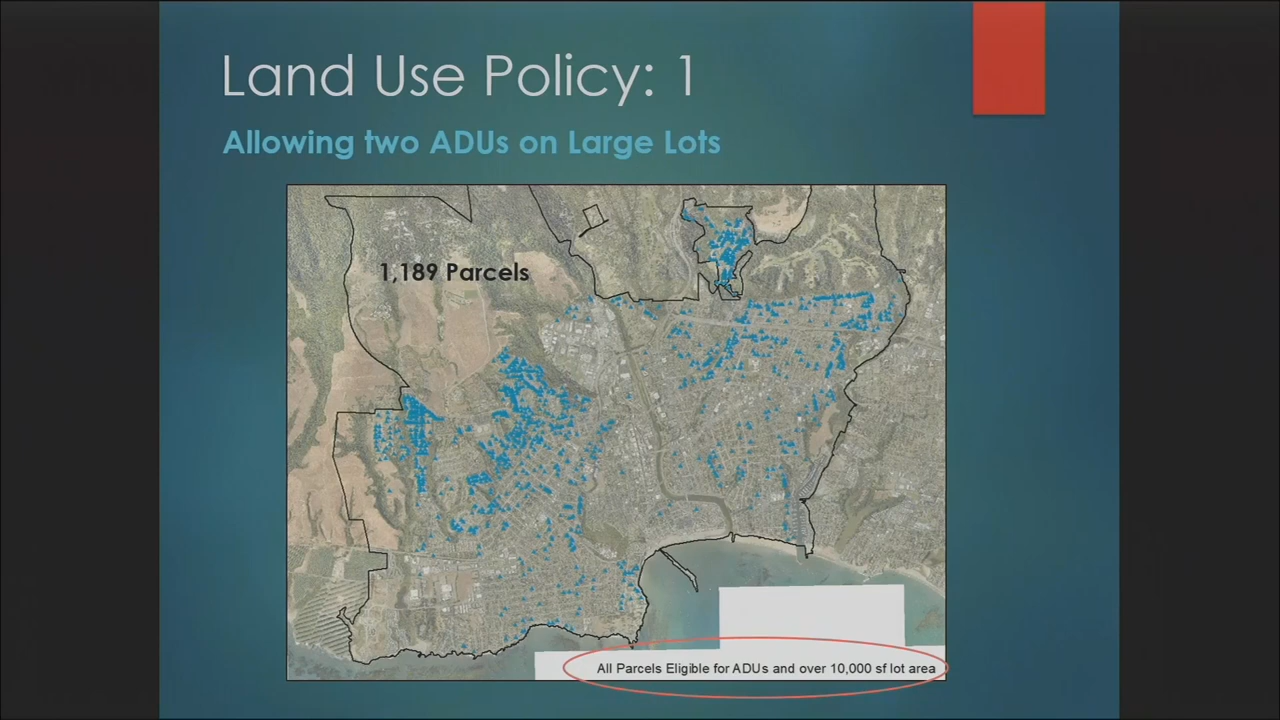 Land Use Policy: 1
Allowing two ADUs on Large Lots
1,189 Parcels
All Parcels Eligible for ADUs and over 10,000 sf lot area